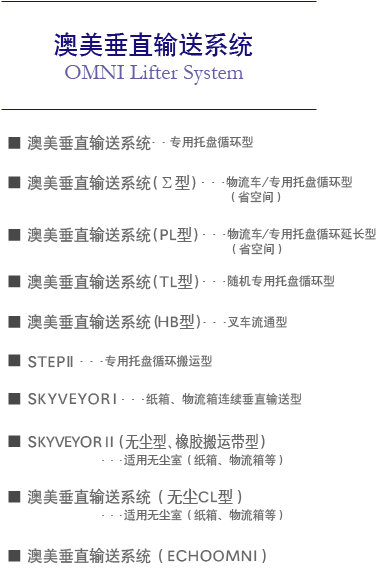 澳美垂直输送系统
OMNI Lifter System
■ 澳美垂直输送系统··专用托盘循环型
■ 澳美垂直输送系统(Σ型)···物流车/专用托盘循环型
（省空间）
■ 澳美垂直输送系统(PL型)···物流车/专用托盘循环延长型
（省空间）
■ 澳美垂直输送系统(TL型)···随机专用托盘循环型
■ 澳美垂直输送系统(HB型)···叉车流通型
■ STEPⅡ ···专用托盘循环搬运型
■ SKYVEYORⅠ···纸箱、物流箱连续垂直输送型
■ SKYVEYORⅡ(无尘型、橡胶搬运带型)
···适用无尘室（纸箱、物流箱等）
■ 澳美垂直输送系统（无尘CL型）
···适用无尘室（纸箱、物流箱等）
■ 澳美垂直输送系统（ECHOOMNI）